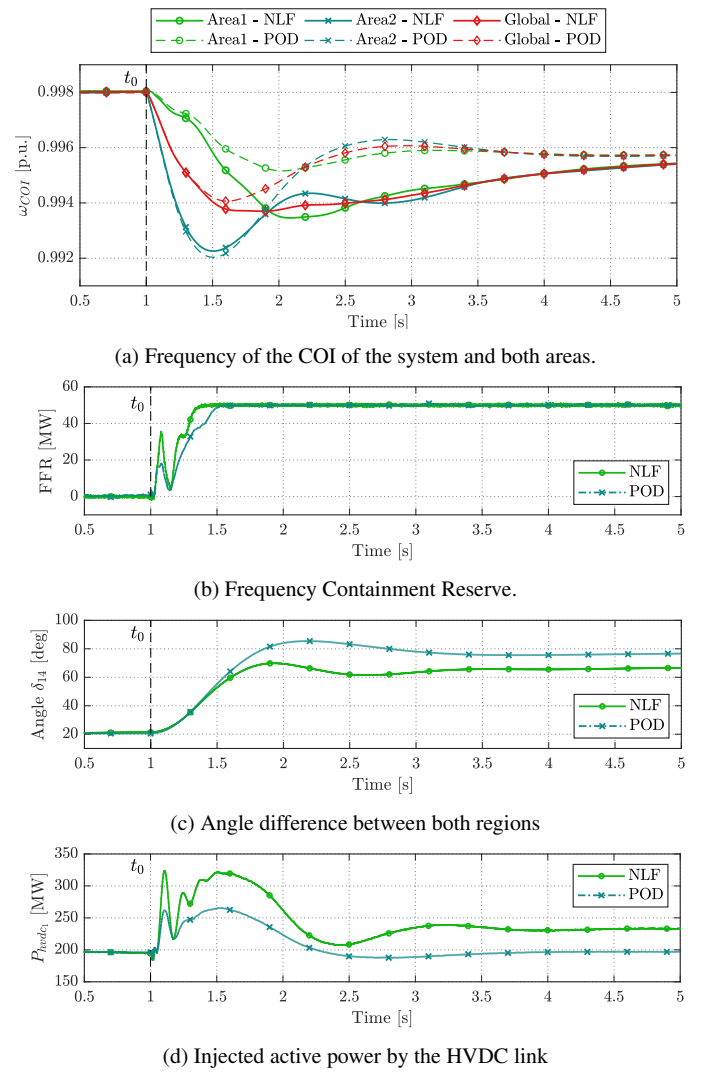 Area1 - NLF Area2 - NLF Global - NLF
Area1 - POD Area2 - POD Global - POD
t0
0.998
0.996
0.994
0.992
ωCOI [p.u.]
0.5 1 1.5 2 2.5 3 3.5 4 4.5 5
Time [s]
(a) Frequency of the COI of the system and both areas.
60
40
20
0
FFR [MW]
t0
NLF
POD
0.5 1 1.5 2 2.5 3 3.5 4 4.5 5
Time [s]
(b) Frequency Containment Reserve.
100
80
60
40
20
Angle δ14 [deg]
t0
NLF
POD
0.5 1 1.5 2 2.5 3 3.5 4 4.5 5
Time [s]
(c) Angle difference between both regions
350
300
250
200
150
Phvdc1 [MW]
t0
NLF
POD
0.5 1 1.5 2 2.5 3 3.5 4 4.5 5
Time [s]
(d) Injected active power by the HVDC link